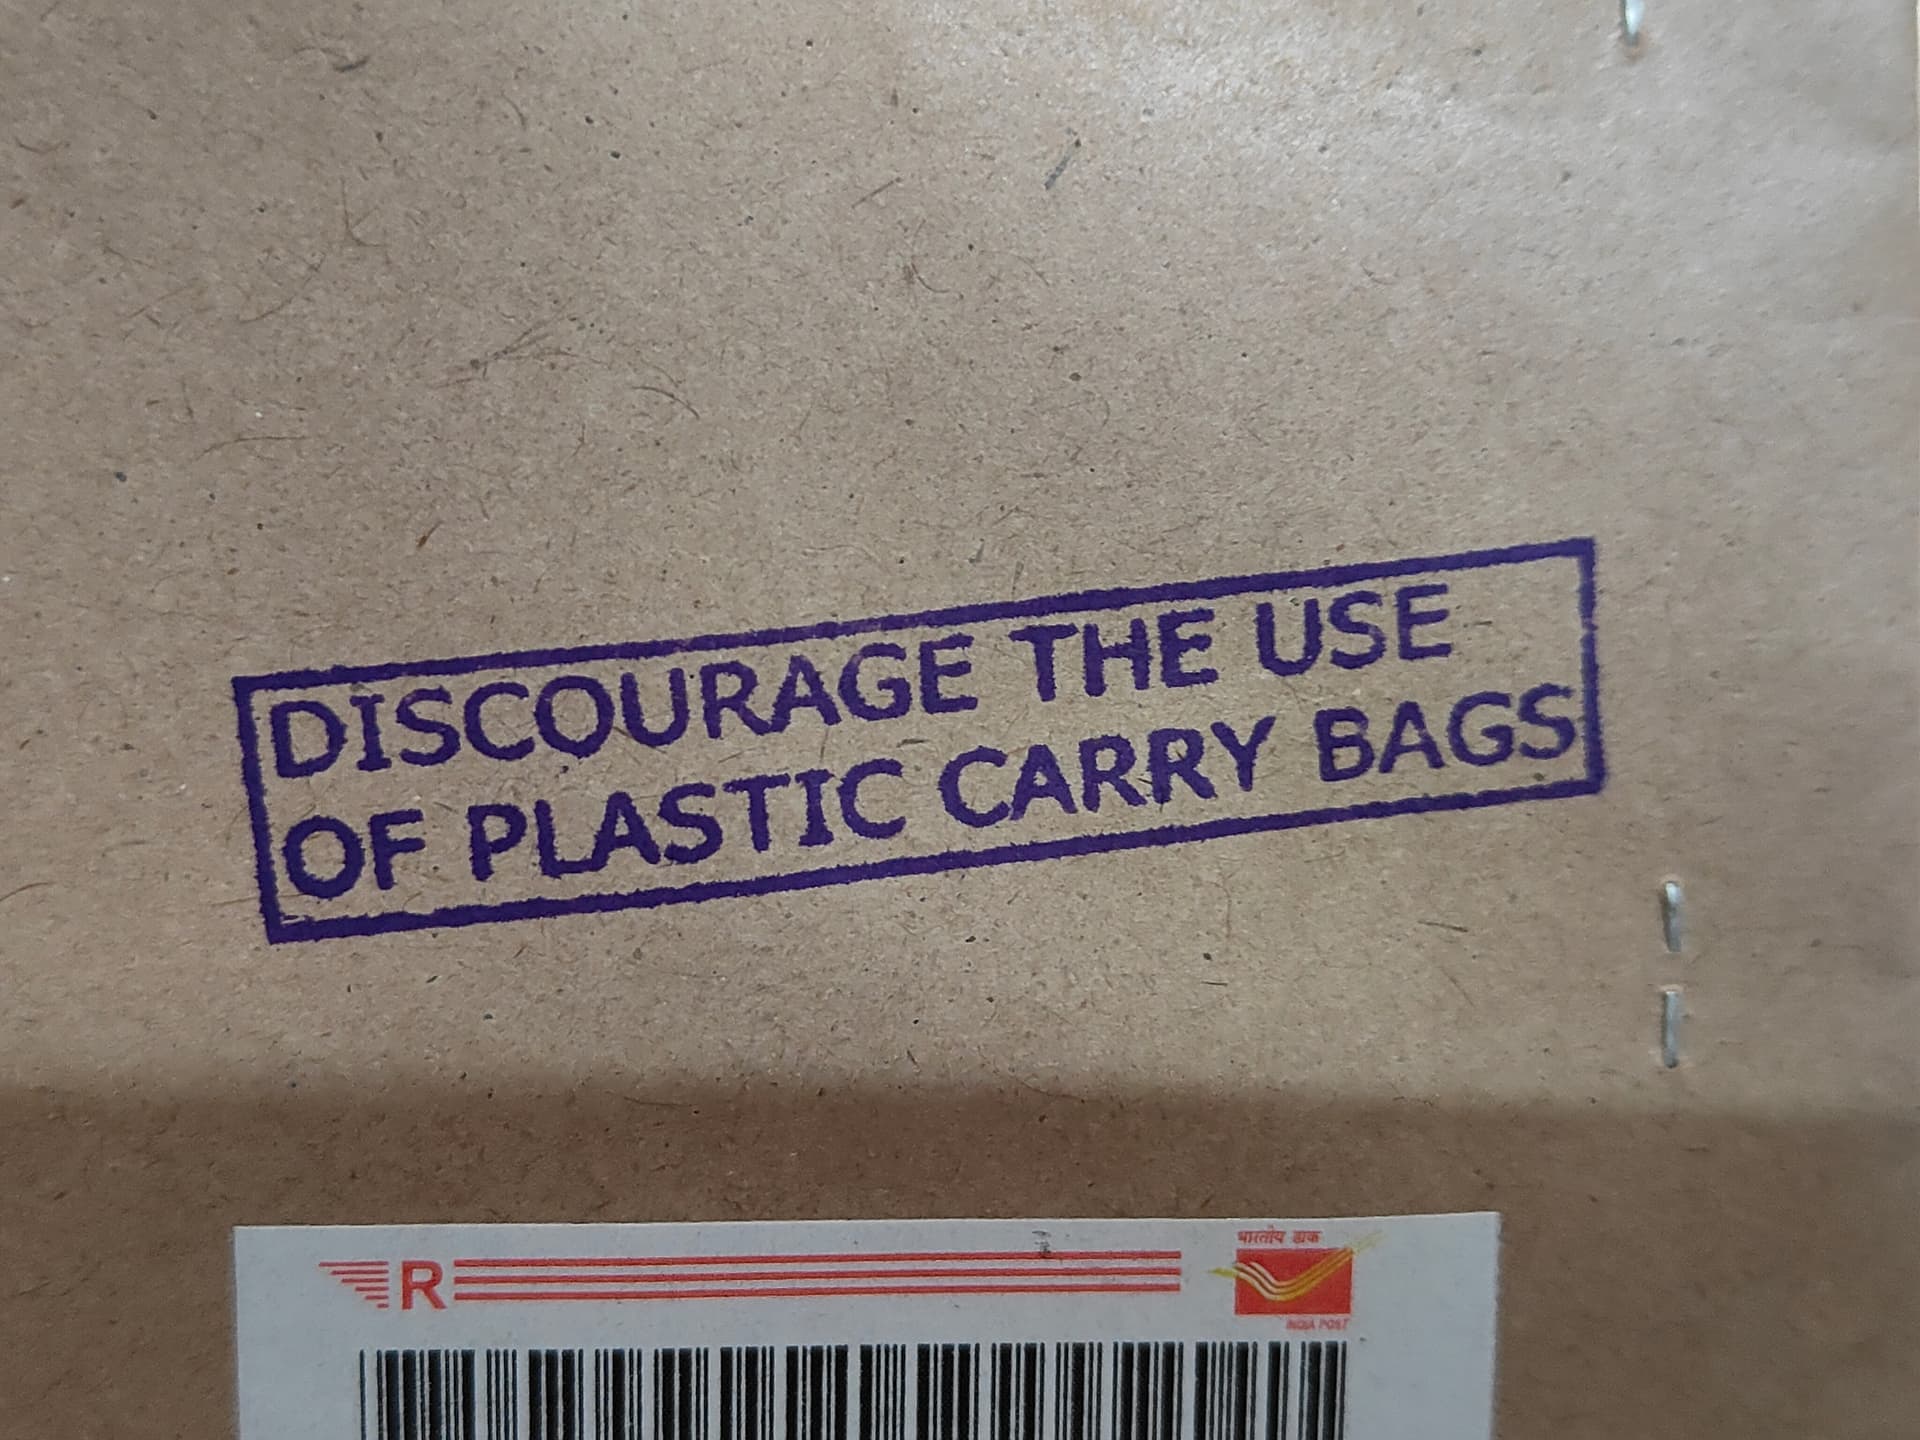 DISCOURAGE THE USE
OF PLASTIC CARRY BAGS
भारतीय डाक
R
INDIA POST